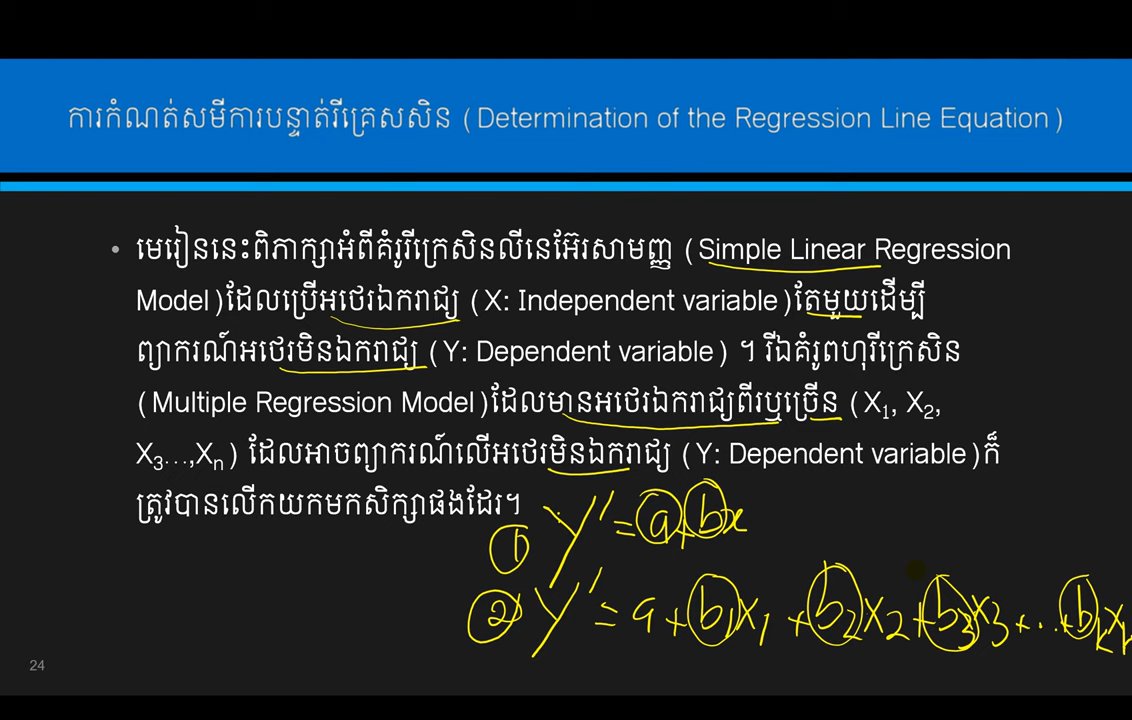 ការកំណត់សមីការបន្ទាត់រីគ្រេសសិន (Determination of the Regression Line Equation)
• មេរៀននេះពិភាក្សាអំពីគំរូរីក្រែសិនលីនេអ៊ែរសាមញ្ញ (Simple Linear Regression
Model)ដែលប្រើអថេរឯករាជ្យ (X: Independent variable)តែមួយដើម្បី
ព្យាករណ៍អថេរមិនឯករាជ្យ (Y: Dependent variable) ។ រីឯគំរូពហុរីក្រែសិន
(Multiple Regression Model)ដែលមានអថេរឯករាជ្យពីរឬច្រើន (X₁, X₂,
X₃…,Xₙ) ដែលអាចព្យាករណ៍លើអថេរមិនឯករាជ្យ (Y: Dependent variable)ក៏
ត្រូវបានលើកយកមកសិក្សាផងដែរ។
① Y' = a + bx
② Y' = a + b₁X₁ + b₂X₂ + b₃X₃ + ... + bₖXₖ
24